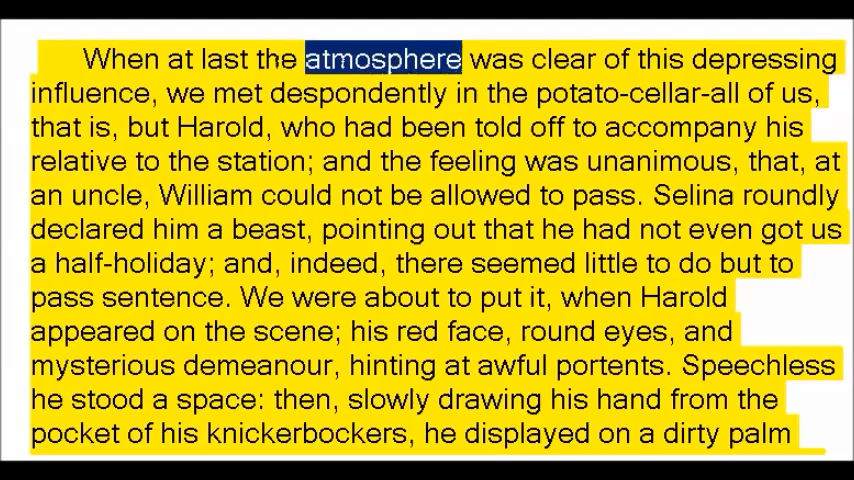 When at last the atmosphere was clear of this depressing
influence, we met despondently in the potato-cellar-all of us,
that is, but Harold, who had been told off to accompany his
relative to the station; and the feeling was unanimous, that, at
an uncle, William could not be allowed to pass. Selina roundly
declared him a beast, pointing out that he had not even got us
a half-holiday; and, indeed, there seemed little to do but to
pass sentence. We were about to put it, when Harold
appeared on the scene; his red face, round eyes, and
mysterious demeanour, hinting at awful portents. Speechless
he stood a space: then, slowly drawing his hand from the
pocket of his knickerbockers, he displayed on a dirty palm